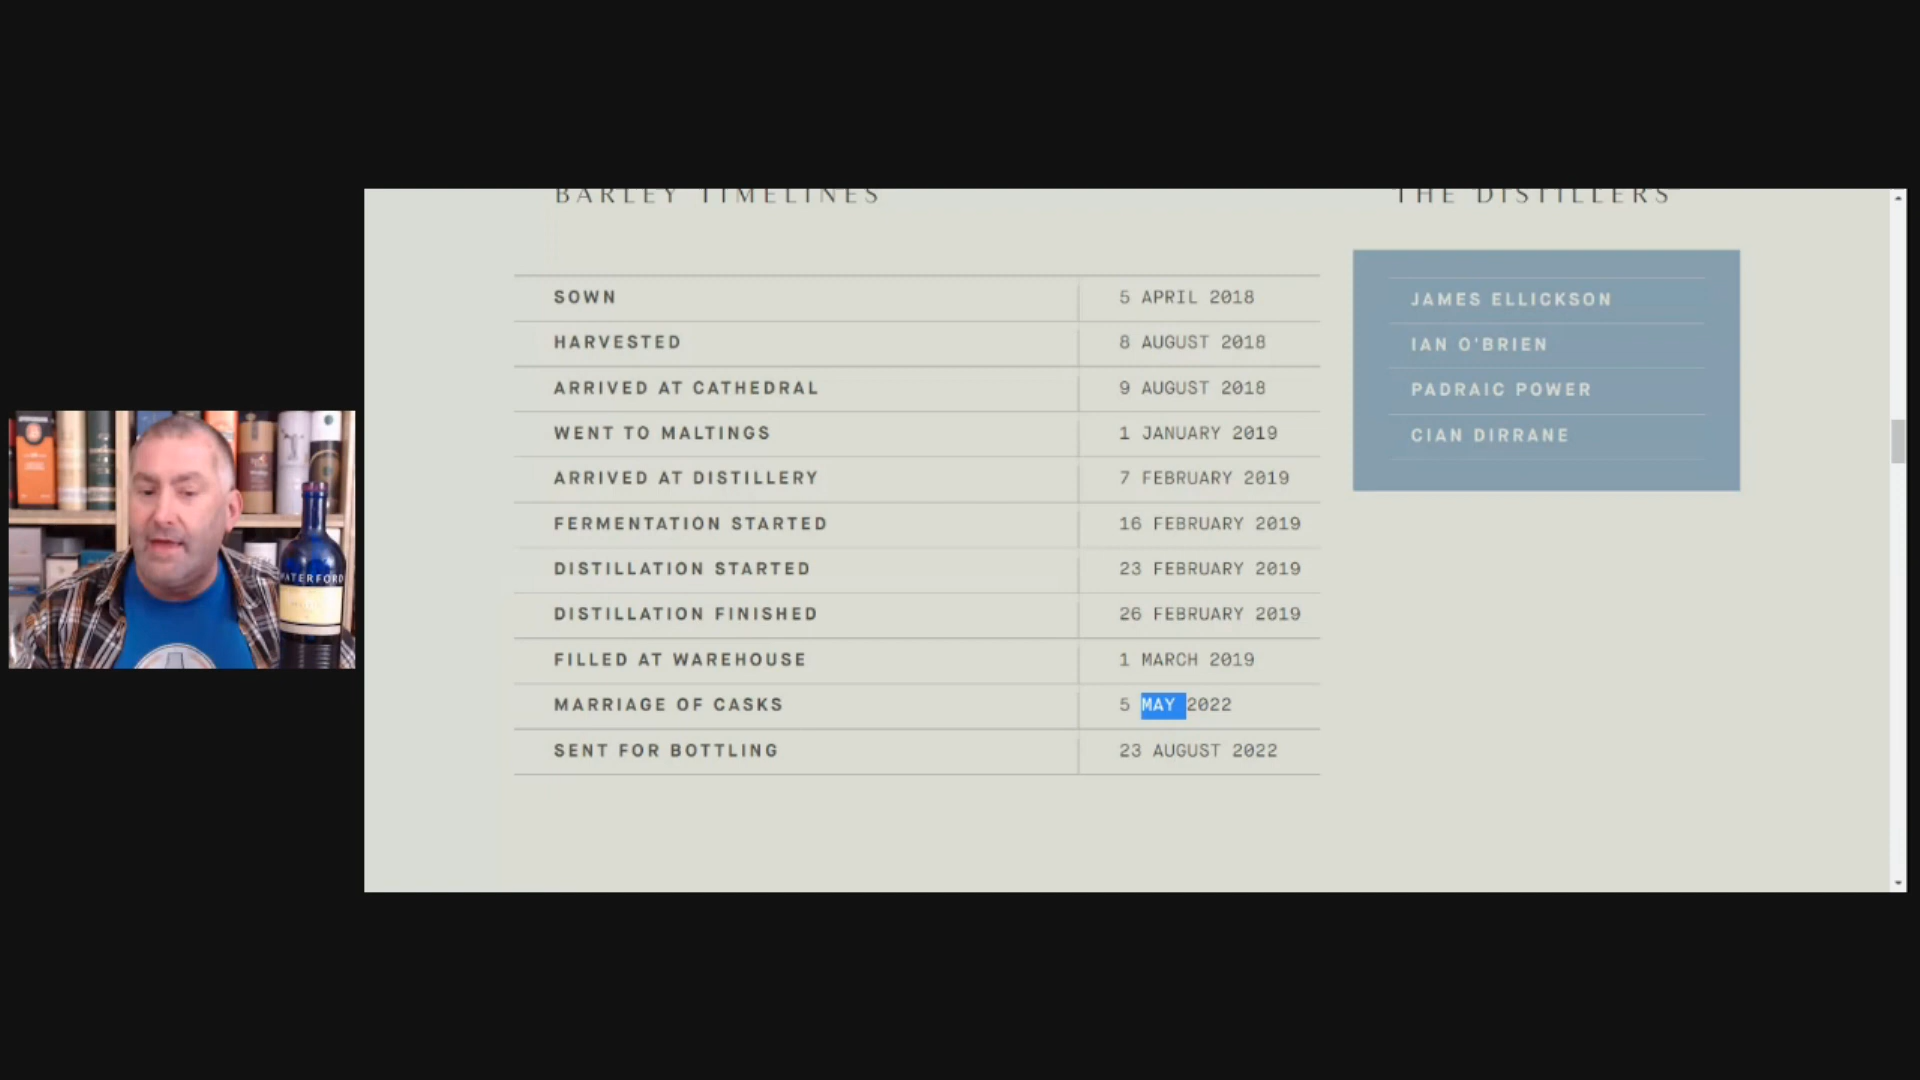 BARLEY TIMELINES
SOWN 5 APRIL 2018
HARVESTED 8 AUGUST 2018
ARRIVED AT CATHEDRAL 9 AUGUST 2018
WENT TO MALTINGS 1 JANUARY 2019
ARRIVED AT DISTILLERY 7 FEBRUARY 2019
FERMENTATION STARTED 16 FEBRUARY 2019
DISTILLATION STARTED 23 FEBRUARY 2019
DISTILLATION FINISHED 26 FEBRUARY 2019
FILLED AT WAREHOUSE 1 MARCH 2019
MARRIAGE OF CASKS 5 MAY 2022
SENT FOR BOTTLING 23 AUGUST 2022
THE DISTILLERS
JAMES ELLICKSON
IAN O'BRIEN
PADRAIC POWER
CIAN DIRRANE
WATERFORD